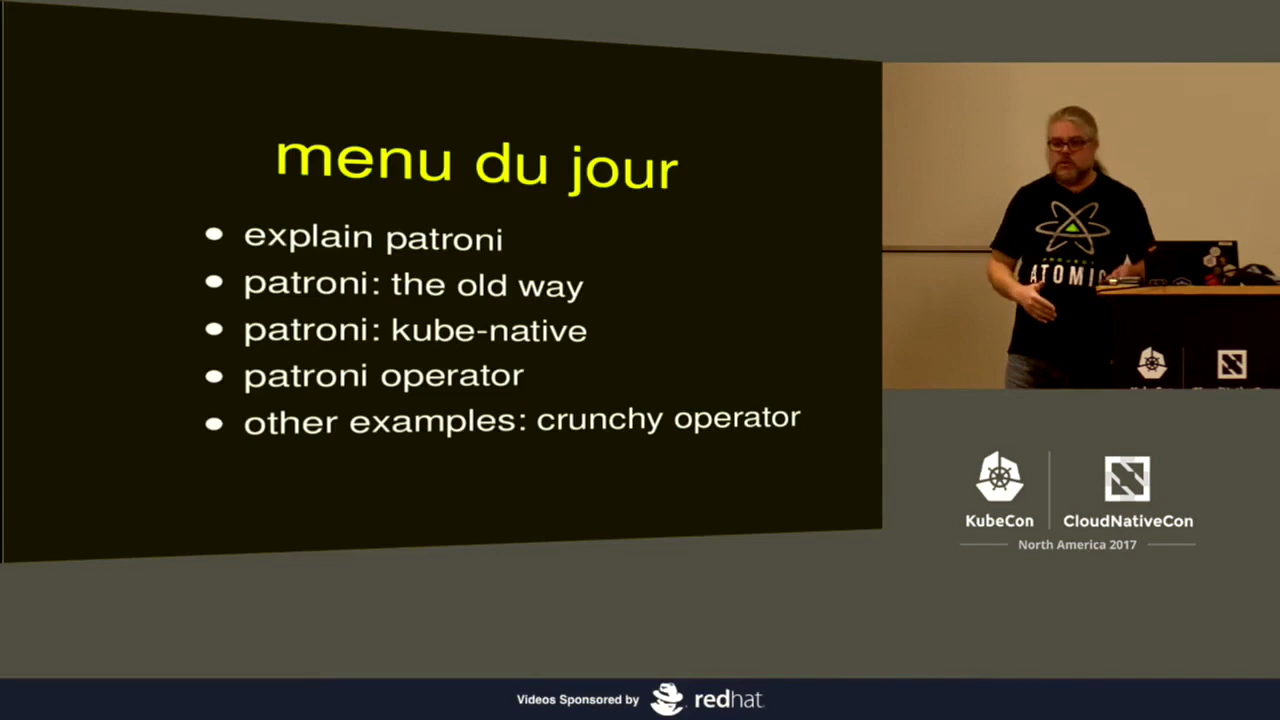 menu du jour
explain patroni
patroni: the old way
patroni: kube-native
patroni operator
other examples: crunchy operator
PROJECT
ATOMIC
KubeCon
CloudNativeCon
North America 2017
Videos Sponsored by redhat